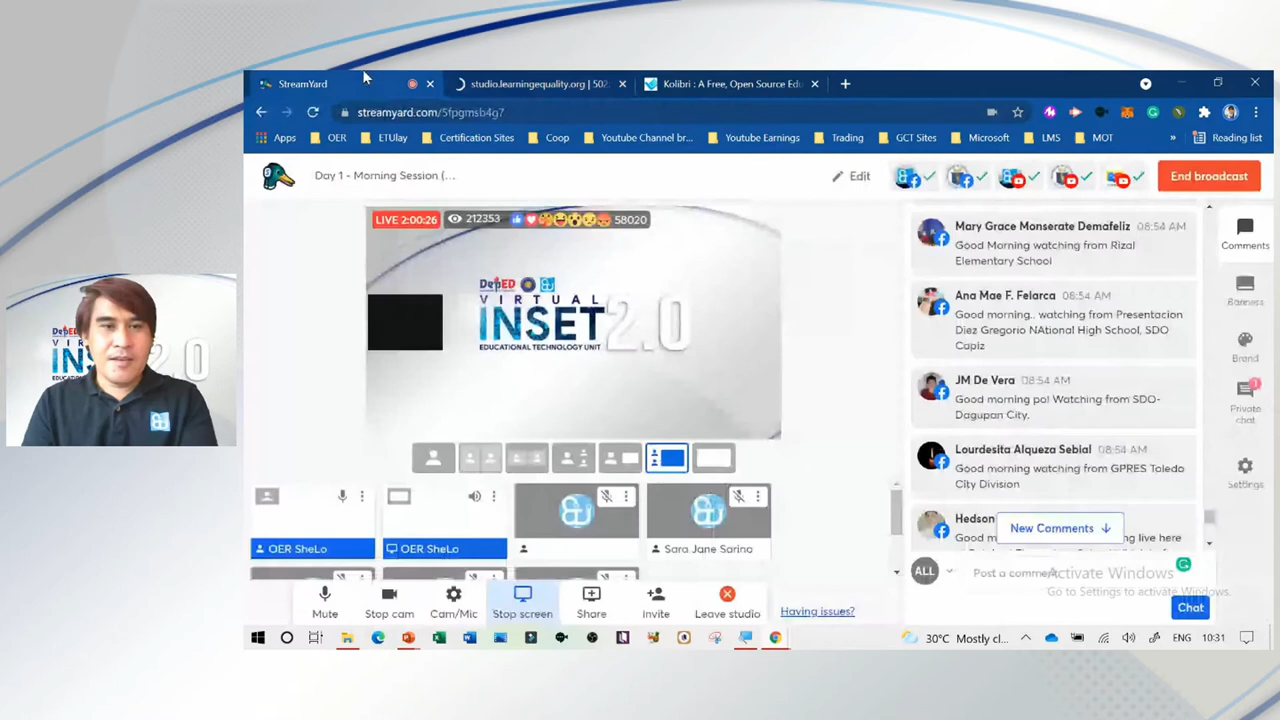 StreamYard
studio.learningequality.org | 502
Kolibri : A Free, Open Source Edu
streamyard.com/5fpgmsb4g7
Apps
OER
ETUlay
Certification Sites
Coop
Youtube Channel br...
Youtube Earnings
Trading
GCT Sites
Microsoft
LMS
MOT
»
Reading list
Day 1 - Morning Session (...
Edit
End broadcast
LIVE 2:00:26
212353
58020
DepED
VIRTUAL
INSET 2.0
EDUCATIONAL TECHNOLOGY UNIT
Mary Grace Monserate Demafeliz 08:54 AM
Good Morning watching from Rizal
Elementary School
Ana Mae F. Felarca 08:54 AM
Good morning.. watching from Presentacion
Diez Gregorio NAtional High School, SDO
Capiz
JM De Vera 08:54 AM
Good morning po! Watching from SDO-
Dagupan City.
Lourdesita Alqueza Sebial 08:54 AM
Good morning watching from GPRES Toledo
City Division
Hedson
Good m
ng live here
New Comments ↓
Comments
Banners
Brand
1
Private
chat
Settings
OER SheLo
OER SheLo
Sara Jane Sarino
ALL
Post a comment
Activate Windows
Go to Settings to activate Windows.
Chat
Mute
Stop cam
Cam/Mic
Stop screen
Share
Invite
Leave studio
Having issues?
30°C Mostly cl...
ENG
10:31
DepED
VIR
INS
2.0